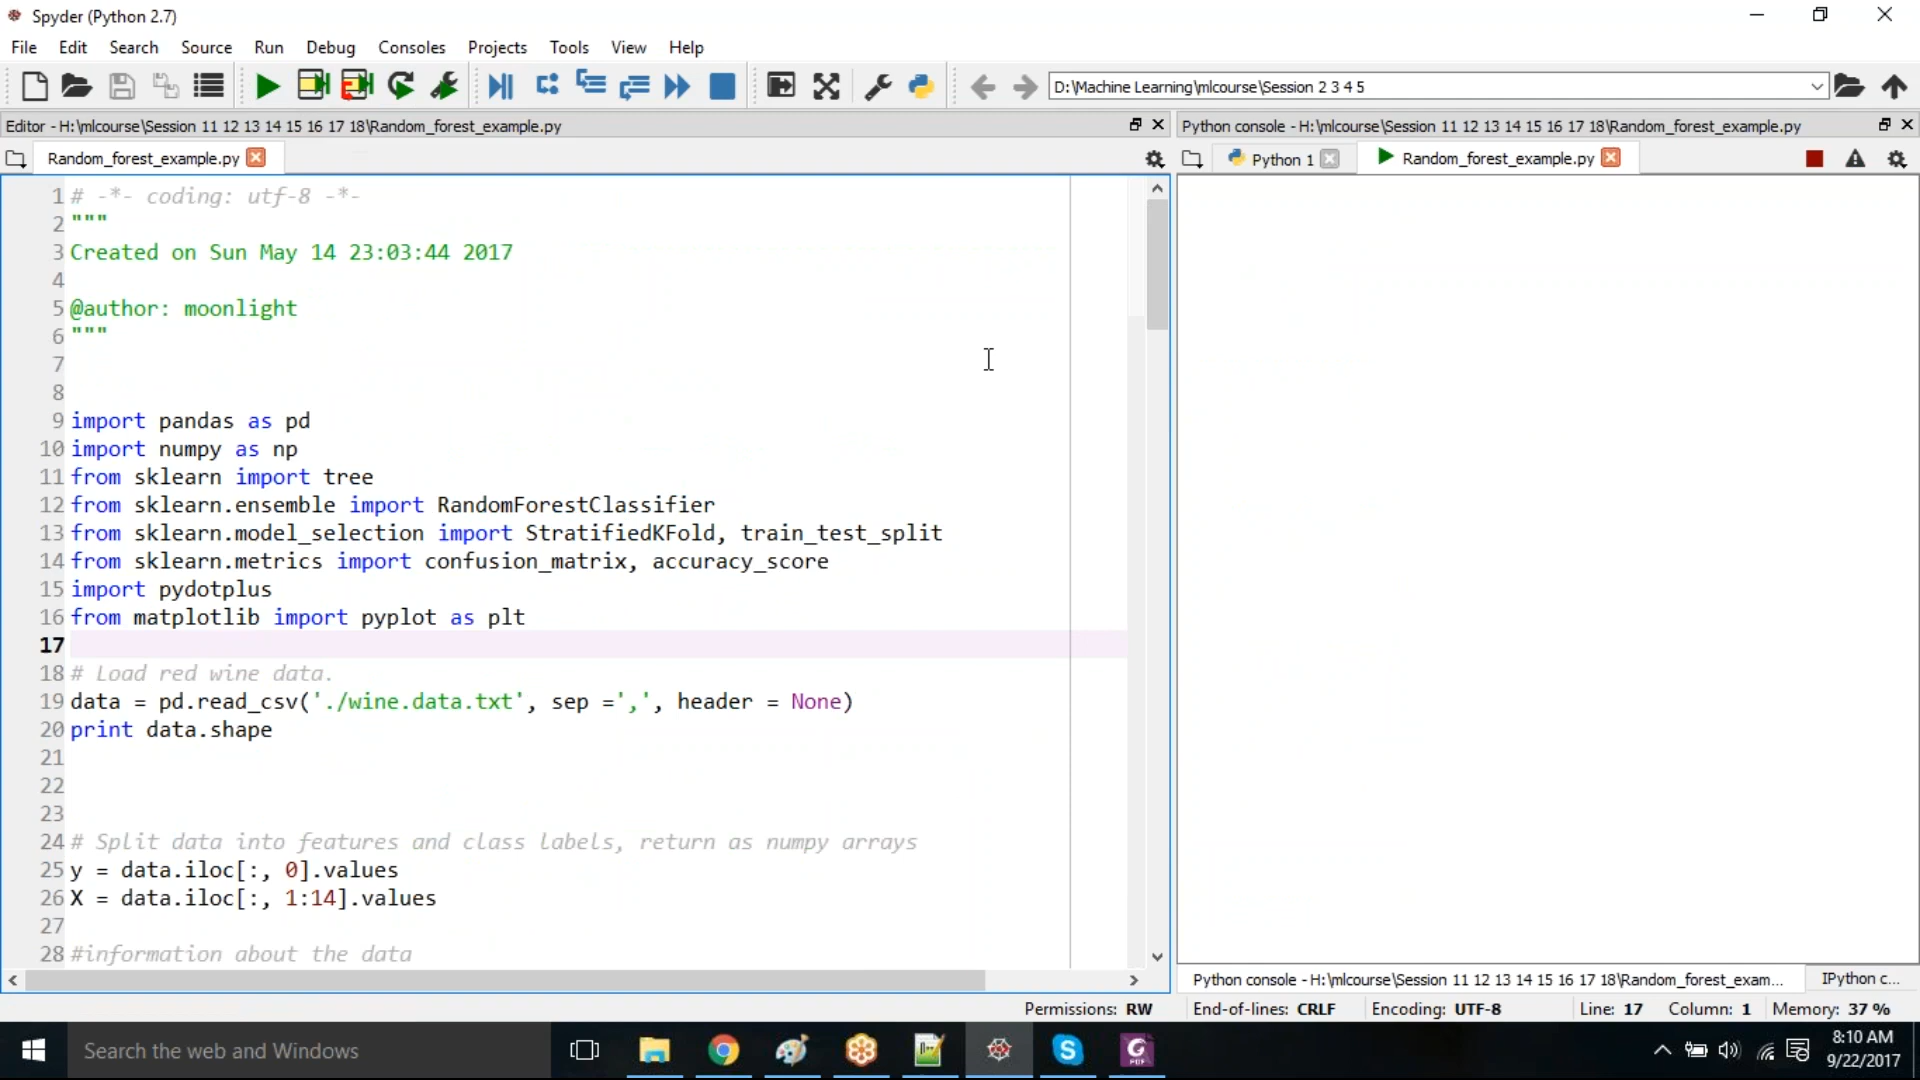 Spyder (Python 2.7)
File Edit Search Source Run Debug Consoles Projects Tools View Help
D:\Machine Learning\mlcourse\Session 2 3 4 5
Editor - H:\mlcourse\Session 11 12 13 14 15 16 17 18\Random_forest_example.py
Python console - H:\mlcourse\Session 11 12 13 14 15 16 17 18\Random_forest_example.py
Random_forest_example.py
Python 1
Random_forest_example.py
1 # -*- coding: utf-8 -*-
2 """
3 Created on Sun May 14 23:03:44 2017
4
5 @author: moonlight
6 """
7
8
9 import pandas as pd
10 import numpy as np
11 from sklearn import tree
12 from sklearn.ensemble import RandomForestClassifier
13 from sklearn.model_selection import StratifiedKFold, train_test_split
14 from sklearn.metrics import confusion_matrix, accuracy_score
15 import pydotplus
16 from matplotlib import pyplot as plt
17
18 # Load red wine data.
19 data = pd.read_csv('./wine.data.txt', sep =',', header = None)
20 print data.shape
21
22
23
24 # Split data into features and class labels, return as numpy arrays
25 y = data.iloc[:, 0].values
26 X = data.iloc[:, 1:14].values
27
28 #information about the data
Python console - H:\mlcourse\Session 11 12 13 14 15 16 17 18\Random_forest_exam...
IPython c...
Permissions: RW End-of-lines: CRLF Encoding: UTF-8 Line: 17 Column: 1 Memory: 37 %
Search the web and Windows
8:10 AM
9/22/2017